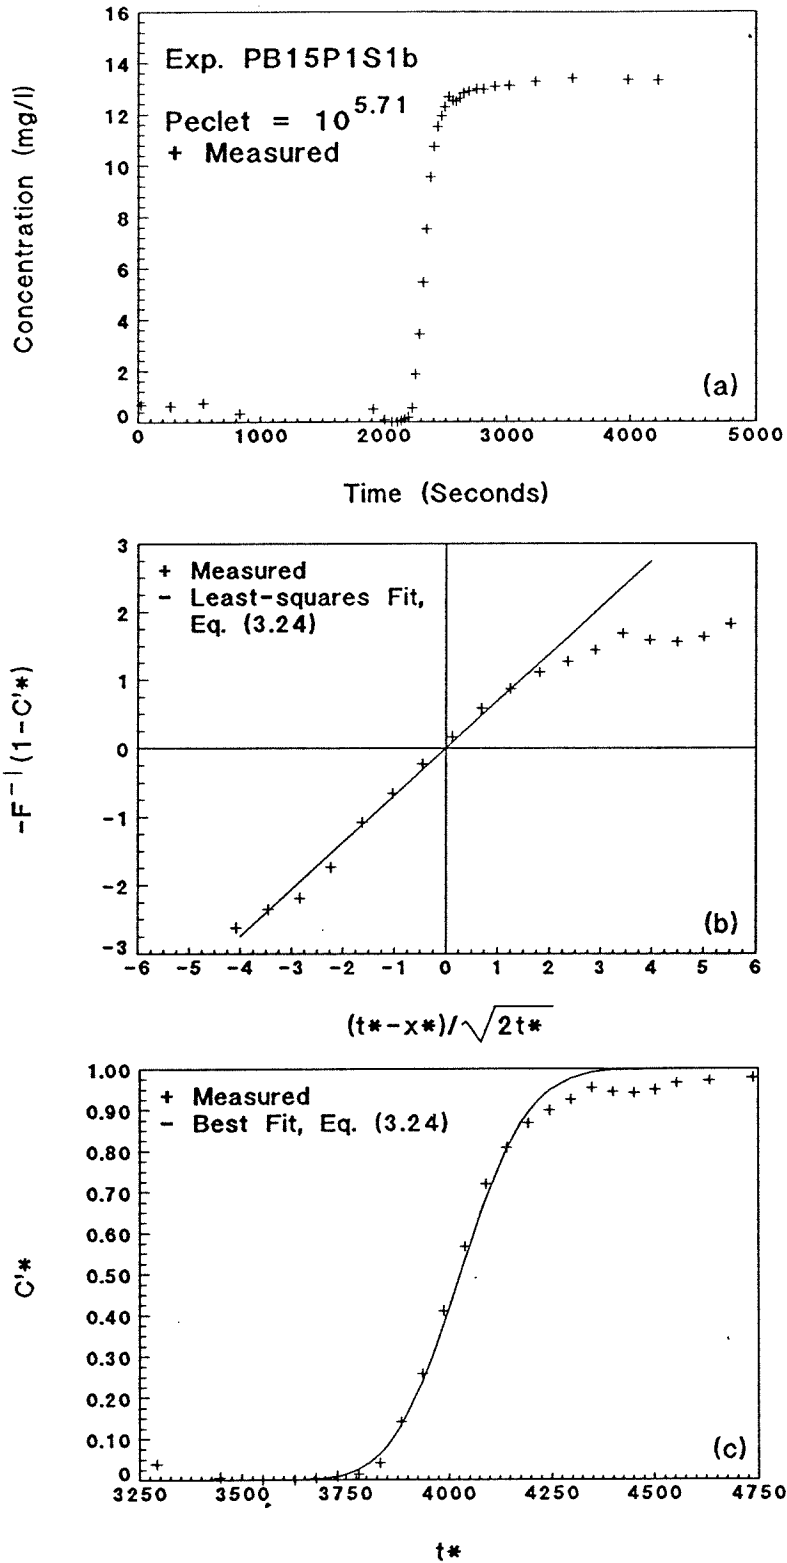 16
14
12
10
8
6
4
2
0
Concentration (mg/l)
Exp. PB15P1S1b
Peclet = 10^5.71
+ Measured
(a)
0 1000 2000 3000 4000 5000
Time (Seconds)
3
2
1
0
-1
-2
-3
-F^-1(1-C'*)
+ Measured
- Least-squares Fit,
Eq. (3.24)
(b)
-6 -5 -4 -3 -2 -1 0 1 2 3 4 5 6
(t*-x*)/√2t*
1.00
0.90
0.80
0.70
0.60
0.50
0.40
0.30
0.20
0.10
0
C'*
+ Measured
- Best Fit, Eq. (3.24)
(c)
3250 3500 3750 4000 4250 4500 4750
t*